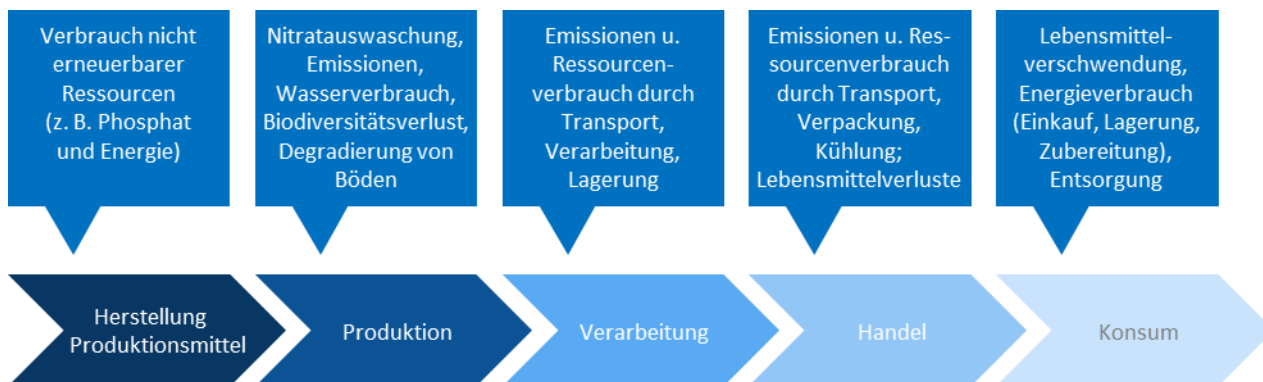 Verbrauch nicht
erneuerbarer
Ressourcen
(z. B. Phosphat
und Energie)
Nitratauswaschung,
Emissionen,
Wasserverbrauch,
Biodiversitätsverlust,
Degradierung von
Böden
Emissionen u.
Ressourcen-
verbrauch durch
Transport,
Verarbeitung,
Lagerung
Emissionen u. Res-
sourcenverbrauch
durch Transport,
Verpackung,
Kühlung;
Lebensmittelverluste
Lebensmittel-
verschwendung,
Energieverbrauch
(Einkauf, Lagerung,
Zubereitung),
Entsorgung
Herstellung
Produktionsmittel
Produktion
Verarbeitung
Handel
Konsum